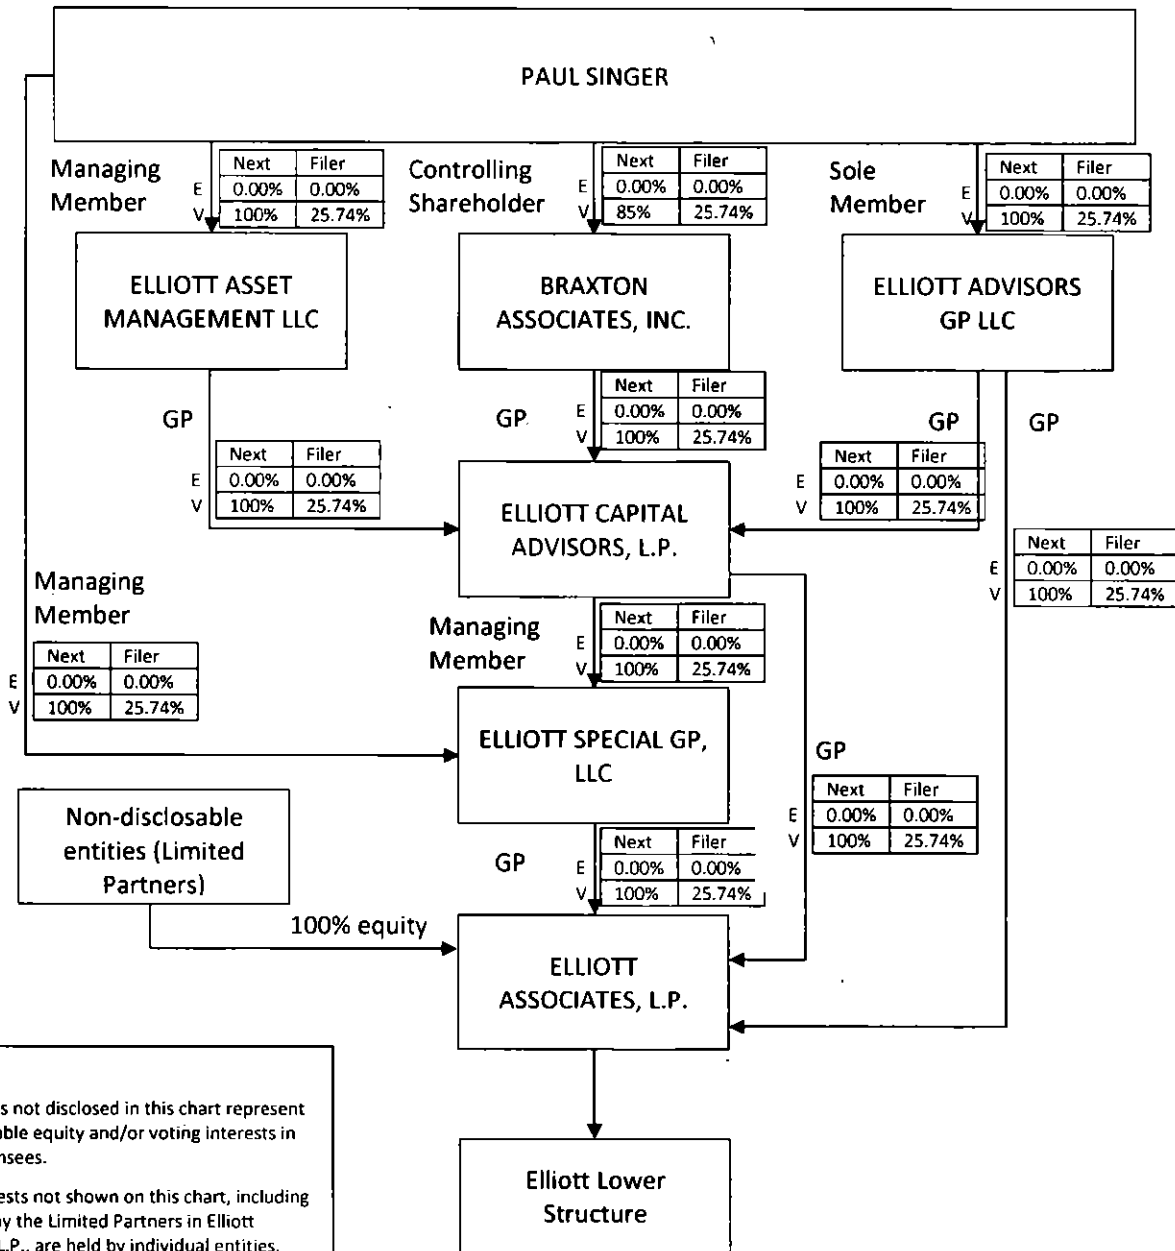 PAUL SINGER
Managing
Member
Next Filer
E 0.00% 0.00%
V 100% 25.74%
Controlling
Shareholder
Next Filer
E 0.00% 0.00%
V 85% 25.74%
Sole
Member
Next Filer
E 0.00% 0.00%
V 100% 25.74%
ELLIOTT ASSET
MANAGEMENT LLC
BRAXTON
ASSOCIATES, INC.
ELLIOTT ADVISORS
GP LLC
GP
Next Filer
E 0.00% 0.00%
V 100% 25.74%
GP
Next Filer
E 0.00% 0.00%
V 100% 25.74%
GP
Next Filer
E 0.00% 0.00%
V 100% 25.74%
GP
Next Filer
E 0.00% 0.00%
V 100% 25.74%
ELLIOTT CAPITAL
ADVISORS, L.P.
Managing
Member
Next Filer
E 0.00% 0.00%
V 100% 25.74%
Managing
Member
Next Filer
E 0.00% 0.00%
V 100% 25.74%
ELLIOTT SPECIAL GP,
LLC
GP
Next Filer
E 0.00% 0.00%
V 100% 25.74%
Non-disclosable
entities (Limited
Partners)
100% equity
GP
Next Filer
E 0.00% 0.00%
V 100% 25.74%
ELLIOTT
ASSOCIATES, L.P.
s not disclosed in this chart represent
able equity and/or voting interests in
nsees.
ests not shown on this chart, including
by the Limited Partners in Elliott
L.P., are held by individual entities.
Elliott Lower
Structure